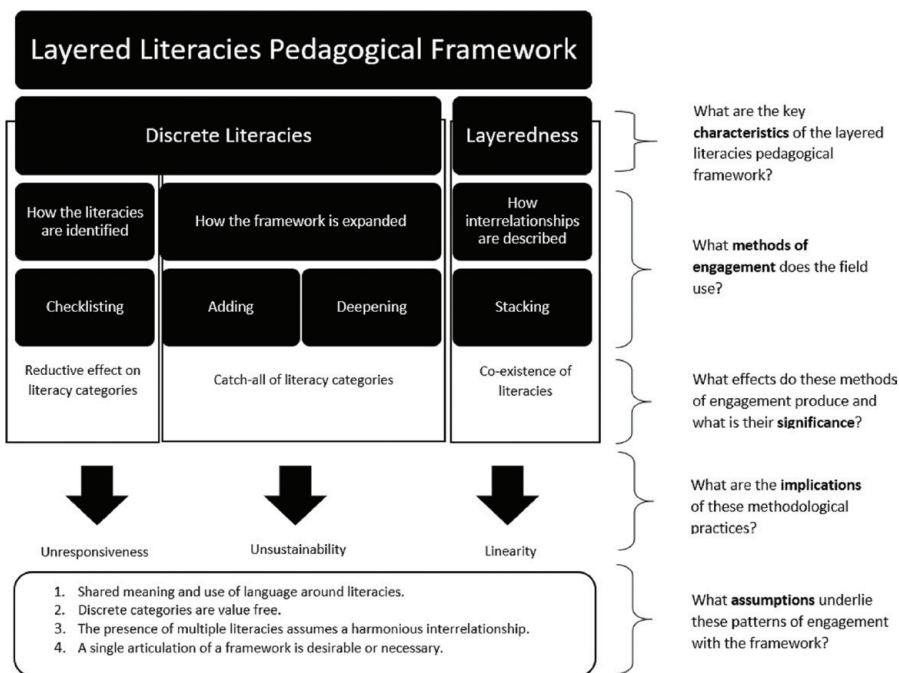 Layered Literacies Pedagogical Framework
Discrete Literacies
Layeredness
What are the key
characteristics of the layered
literacies pedagogical
framework?
How the literacies
are identified
How the framework is expanded
How
interrelationships
are described
What methods of
engagement does the field
use?
Checklisting
Adding
Deepening
Stacking
Reductive effect on
literacy categories
Catch-all of literacy categories
Co-existence of
literacies
What effects do these methods
of engagement produce and
what is their significance?
What are the implications
of these methodological
practices?
Unresponsiveness
Unsustainability
Linearity
1. Shared meaning and use of language around literacies.
2. Discrete categories are value free.
3. The presence of multiple literacies assumes a harmonious interrelationship.
4. A single articulation of a framework is desirable or necessary.
What assumptions underlie
these patterns of engagement
with the framework?